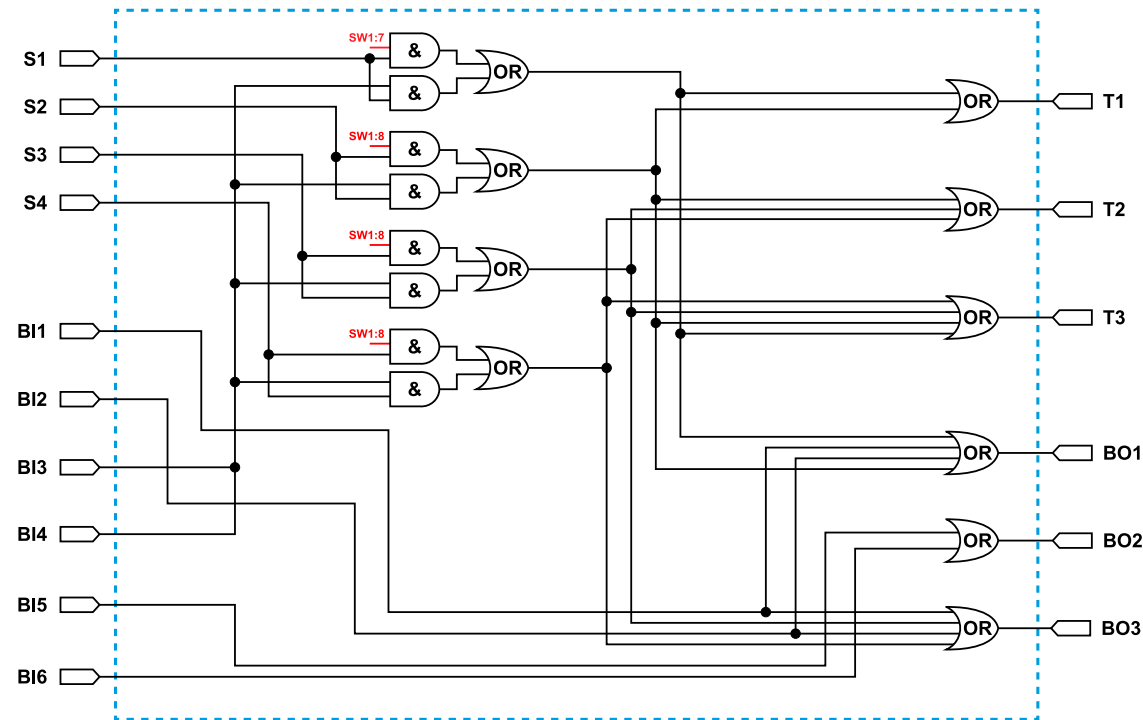 SW1:7
S1
&
OR
&
S2
T1
OR
SW1:8
&
S3
OR
&
S4
T2
OR
SW1:8
&
OR
&
BI1
T3
OR
SW1:8
&
OR
&
BI2
BI3
BO1
OR
BI4
BO2
OR
BI5
BO3
OR
BI6